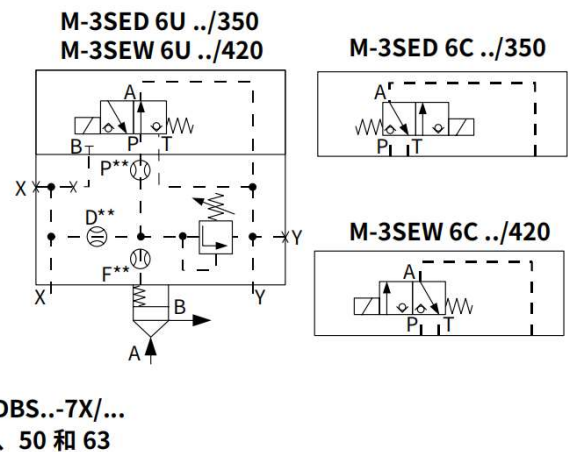 M-3SED 6U ../350
M-3SEW 6U ../420
M-3SED 6C ../350
A
B
P
T
P**
X
D**
Y
F**
X
Y
B
A
A
P
T
M-3SEW 6C ../420
A
P
T
DBS..-7X/...
、50 和 63